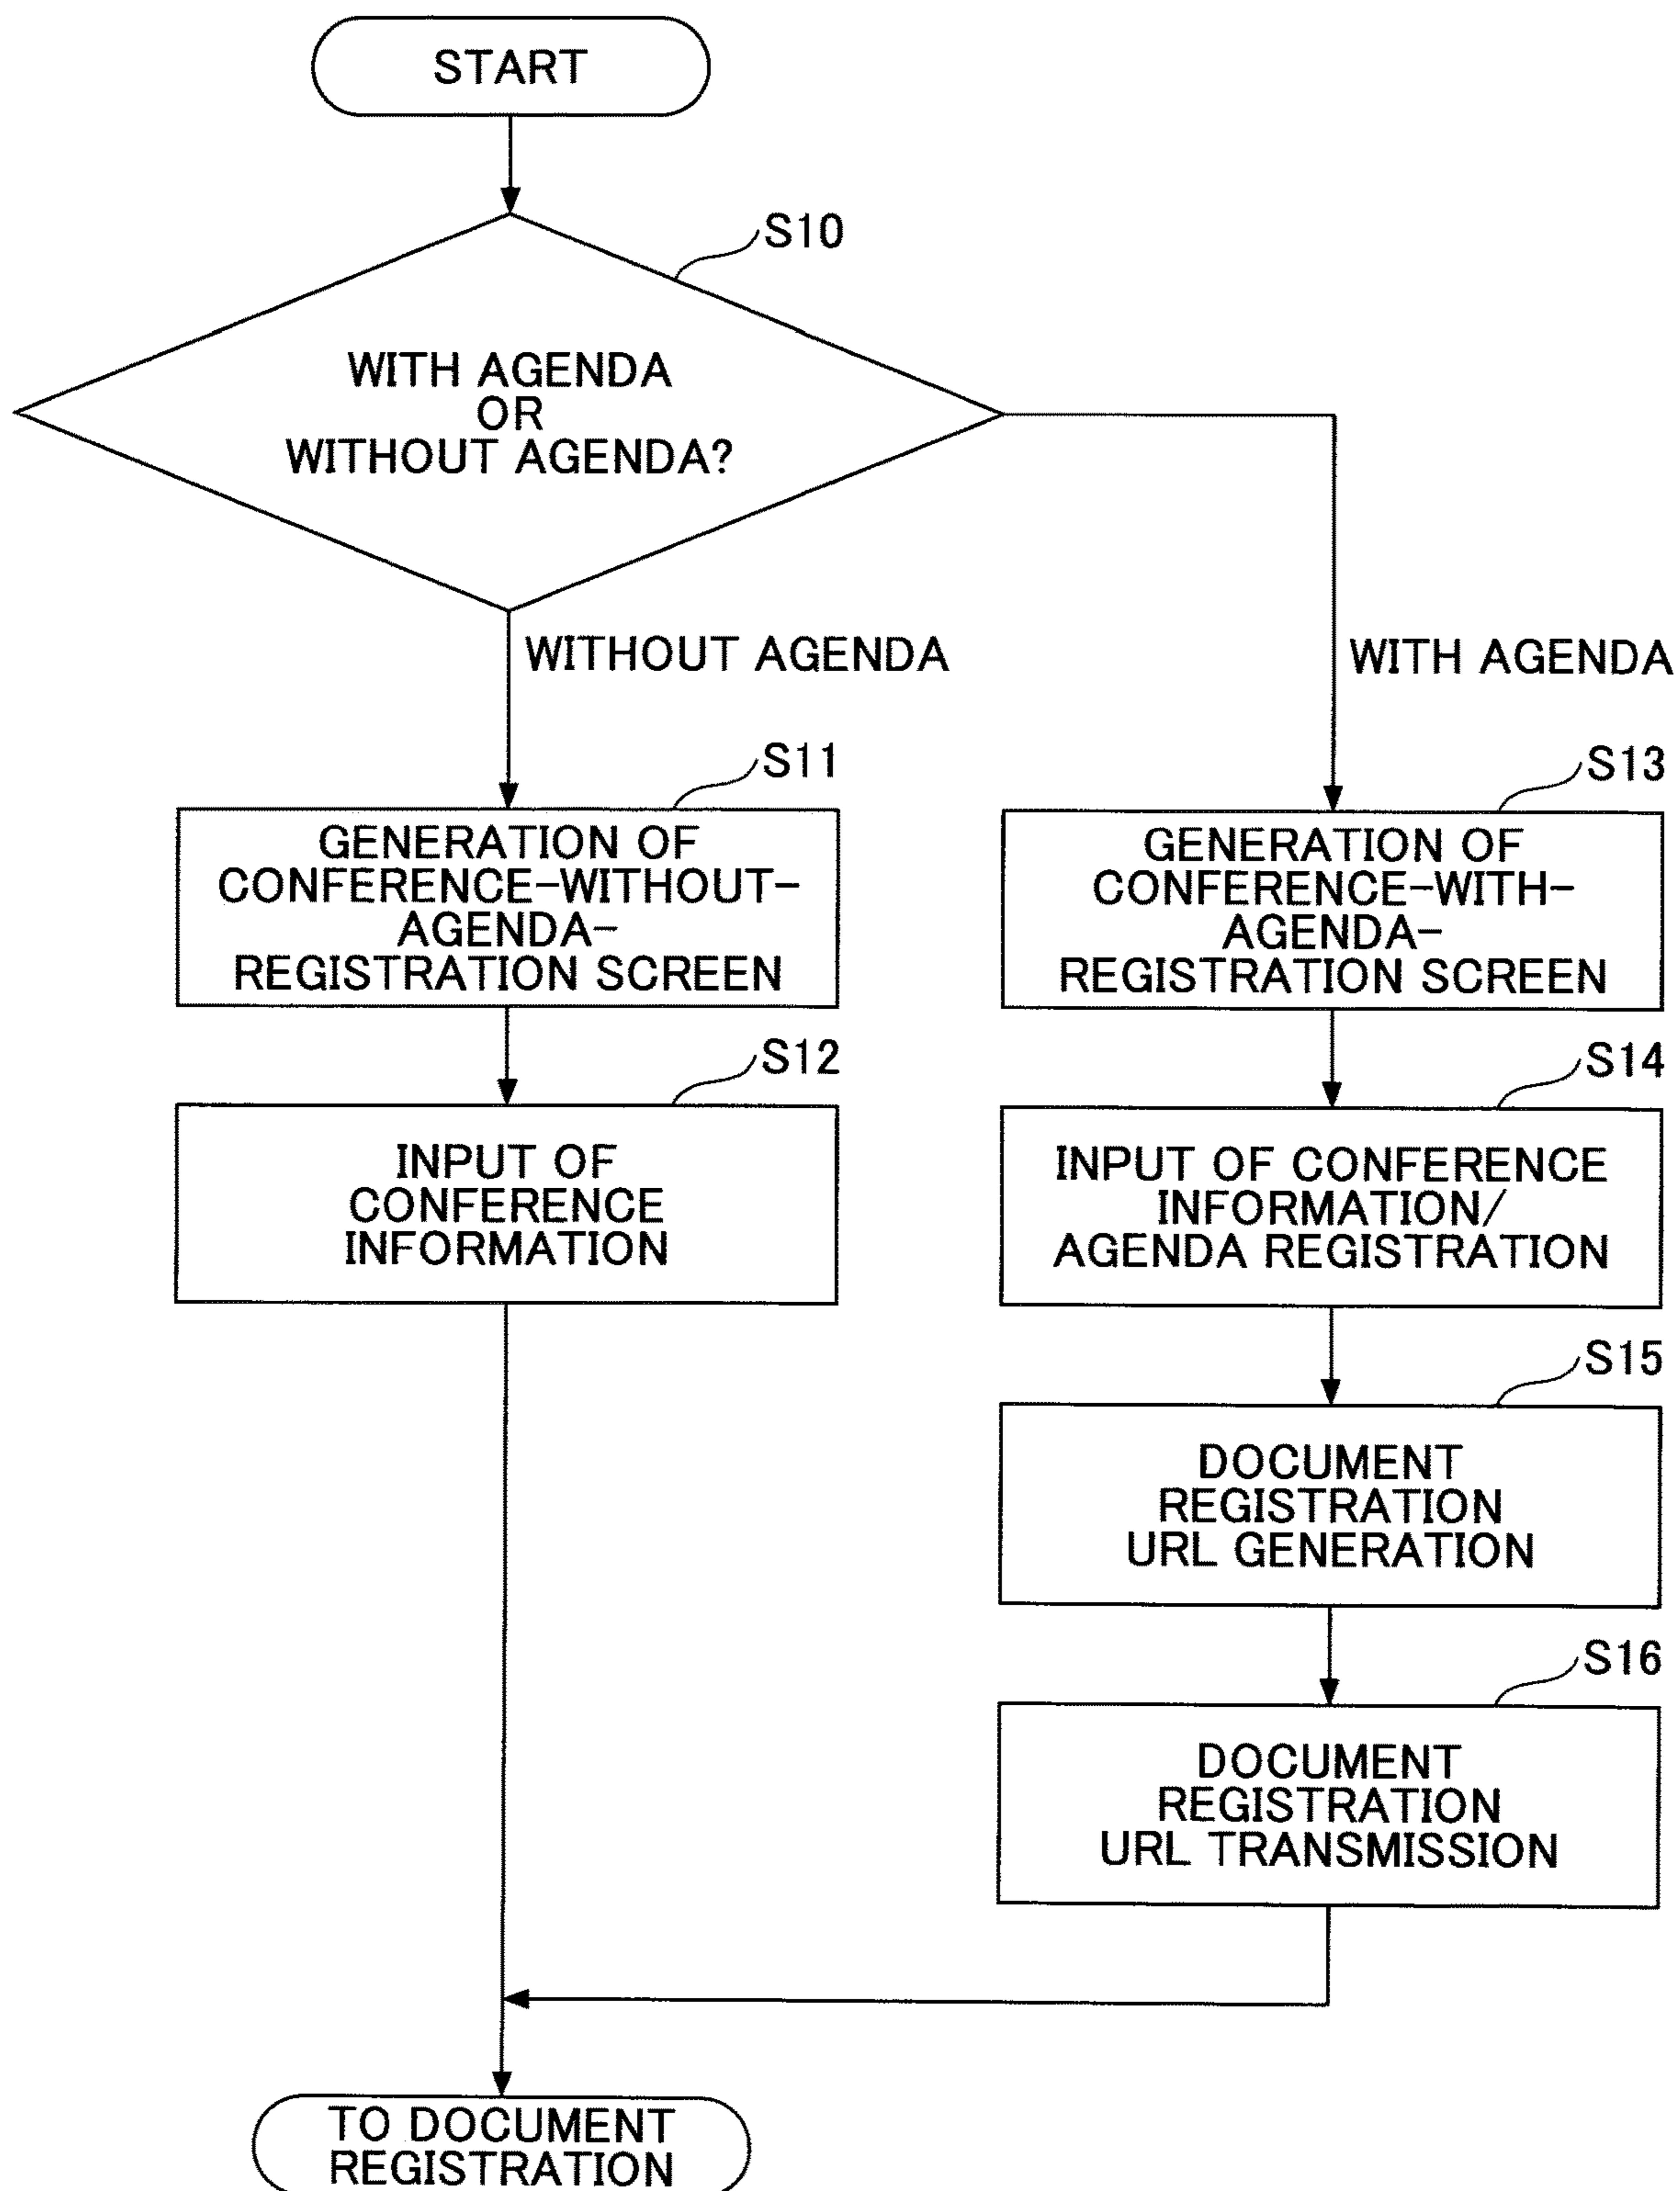 START
S10
WITH AGENDA
OR
WITHOUT AGENDA?
WITHOUT AGENDA
WITH AGENDA
S11
GENERATION OF
CONFERENCE-WITHOUT-
AGENDA-
REGISTRATION SCREEN
S13
GENERATION OF
CONFERENCE-WITH-
AGENDA-
REGISTRATION SCREEN
S12
INPUT OF
CONFERENCE
INFORMATION
S14
INPUT OF CONFERENCE
INFORMATION/
AGENDA REGISTRATION
S15
DOCUMENT
REGISTRATION
URL GENERATION
S16
DOCUMENT
REGISTRATION
URL TRANSMISSION
TO DOCUMENT
REGISTRATION